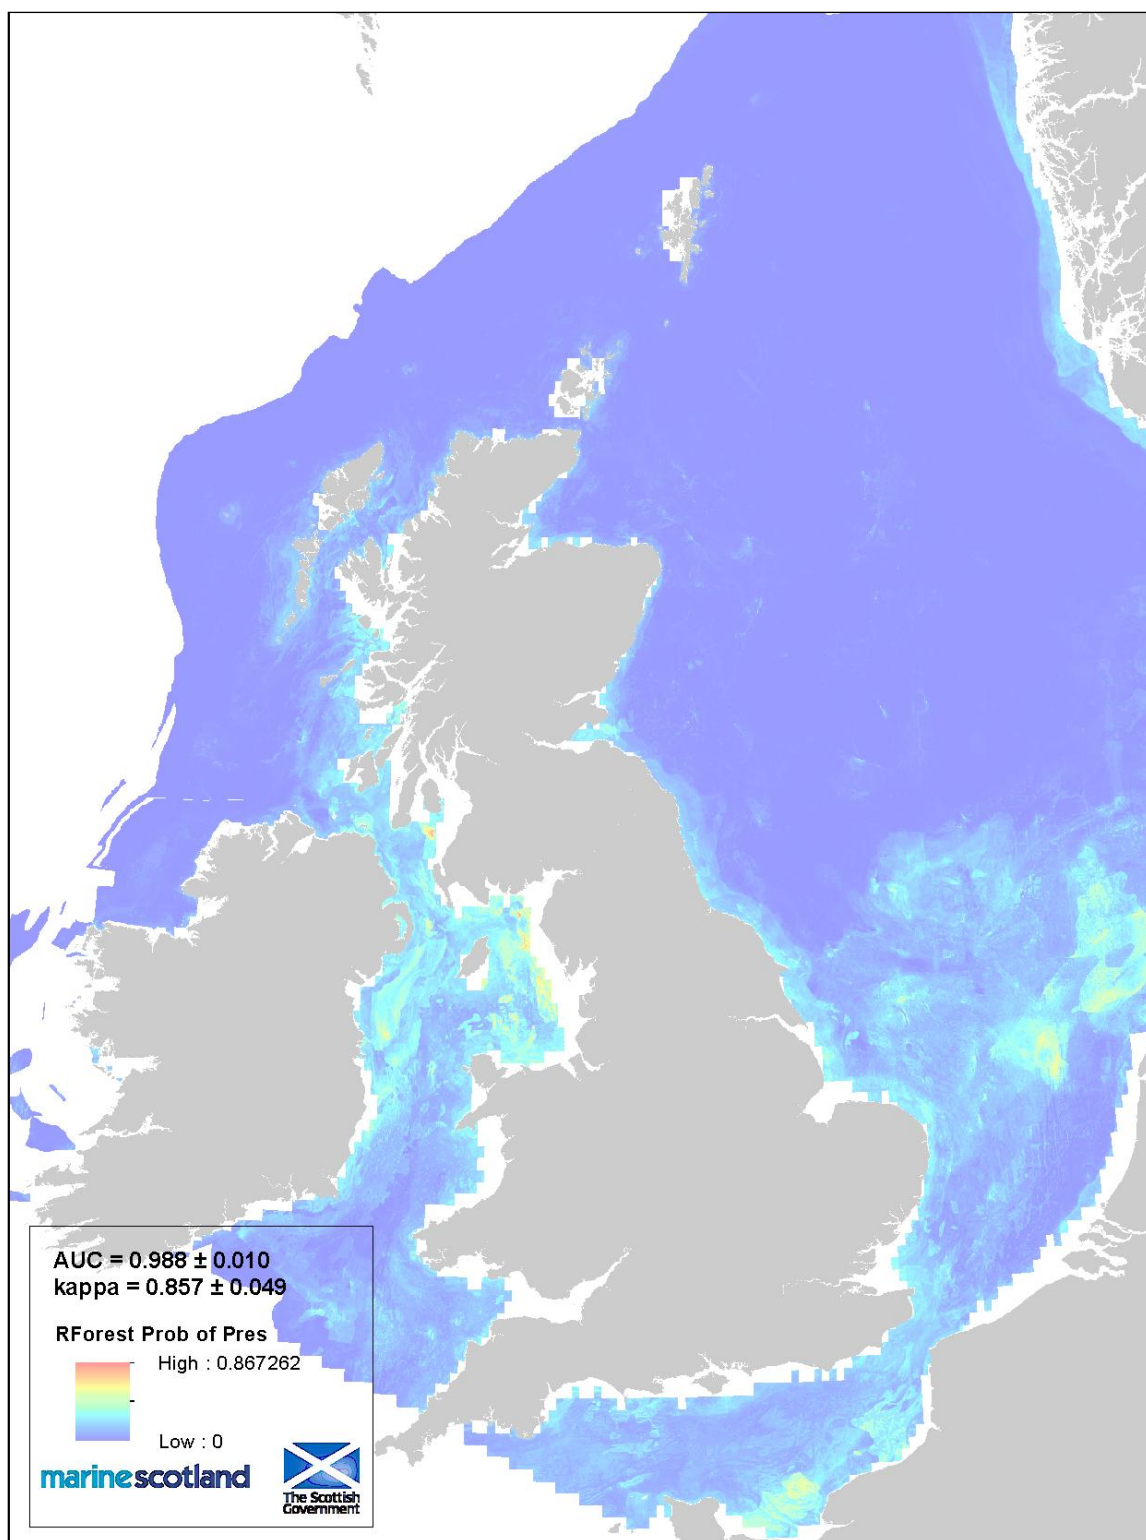 AUC = 0.988 ± 0.010
kappa = 0.857 ± 0.049
RForest Prob of Pres
High : 0.867262
Low : 0
marinescotland
The Scottish
Government